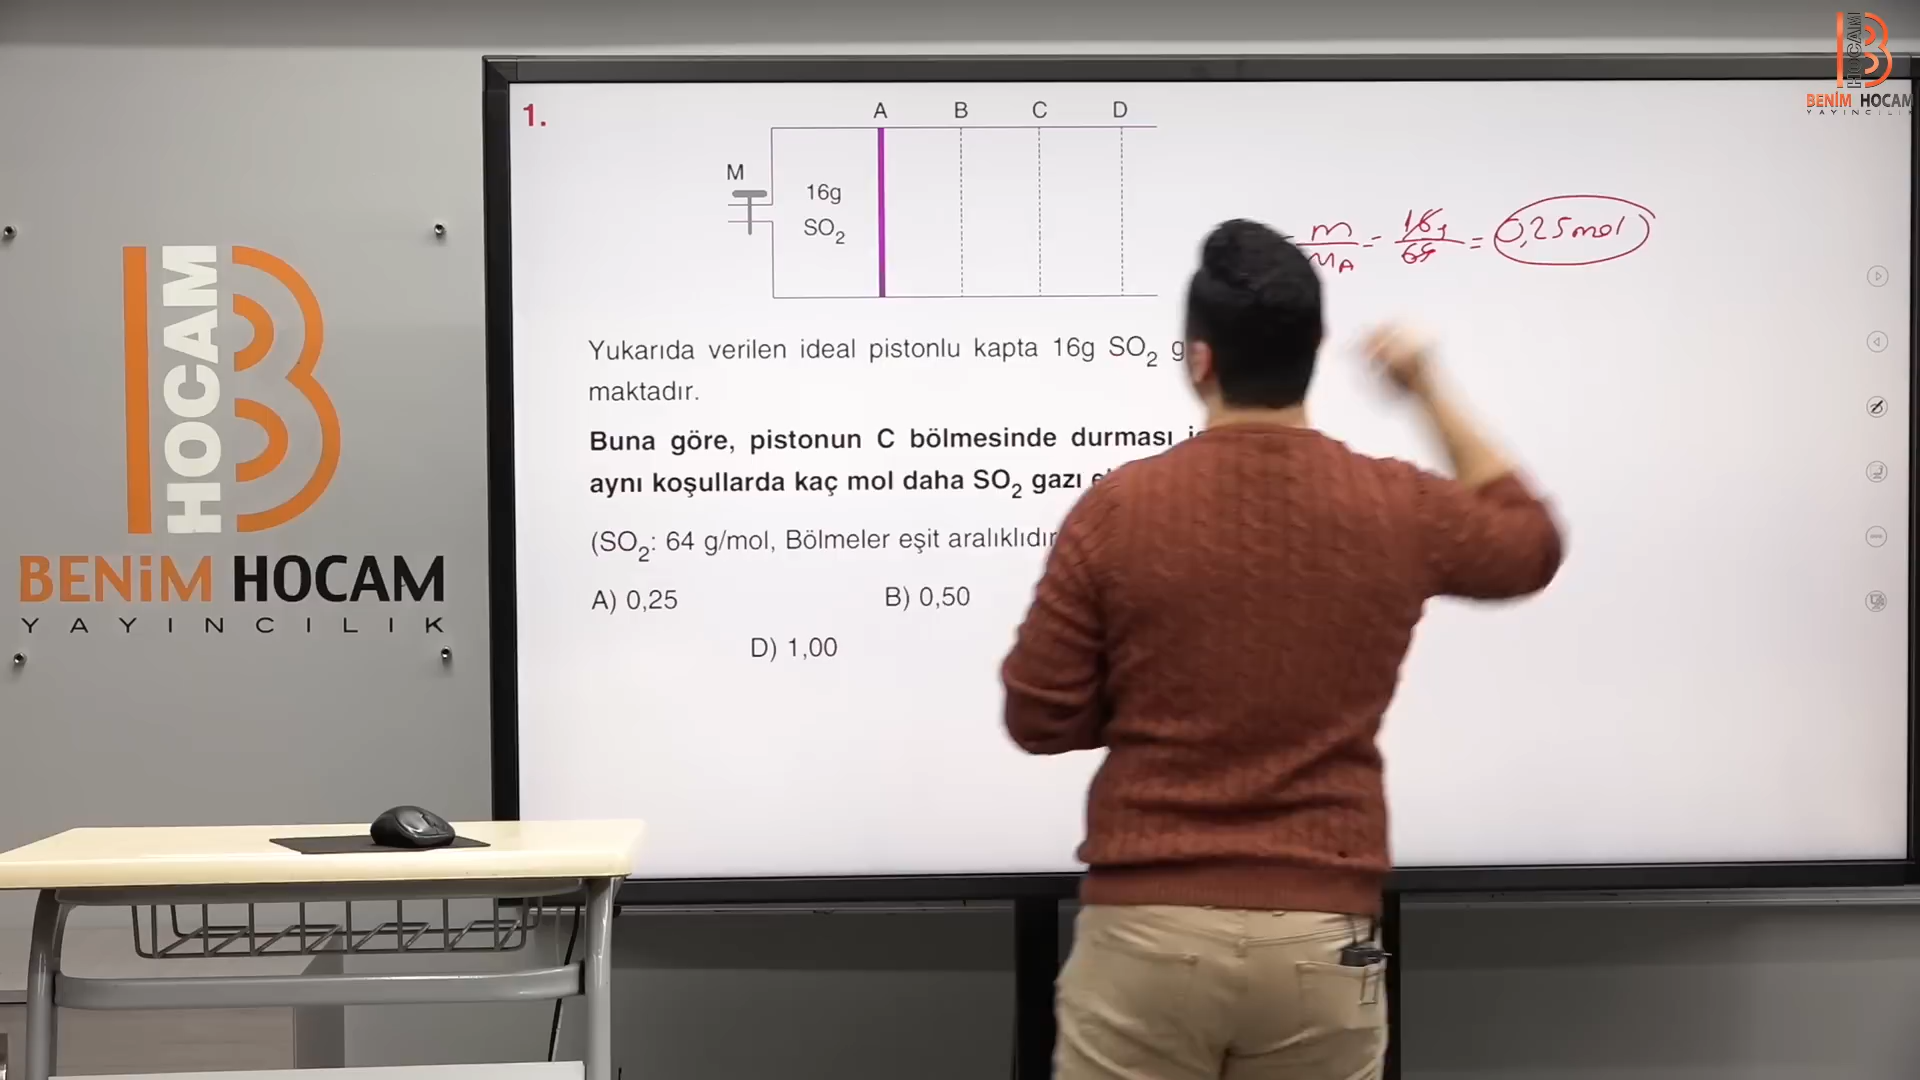 HOCAM
BENİM HOCAM
YAYINCILIK
HOCAM
BENİM HOCAM
YAYINCILIK
1.
A B C D
M
16g
SO2
m/MA = 16g/64 = 0,25 mol
Yukarıda verilen ideal pistonlu kapta 16g SO2 g
maktadır.
Buna göre, pistonun C bölmesinde durması
aynı koşullarda kaç mol daha SO2 gazı
(SO2: 64 g/mol, Bölmeler eşit aralıklıdır
A) 0,25 B) 0,50
D) 1,00